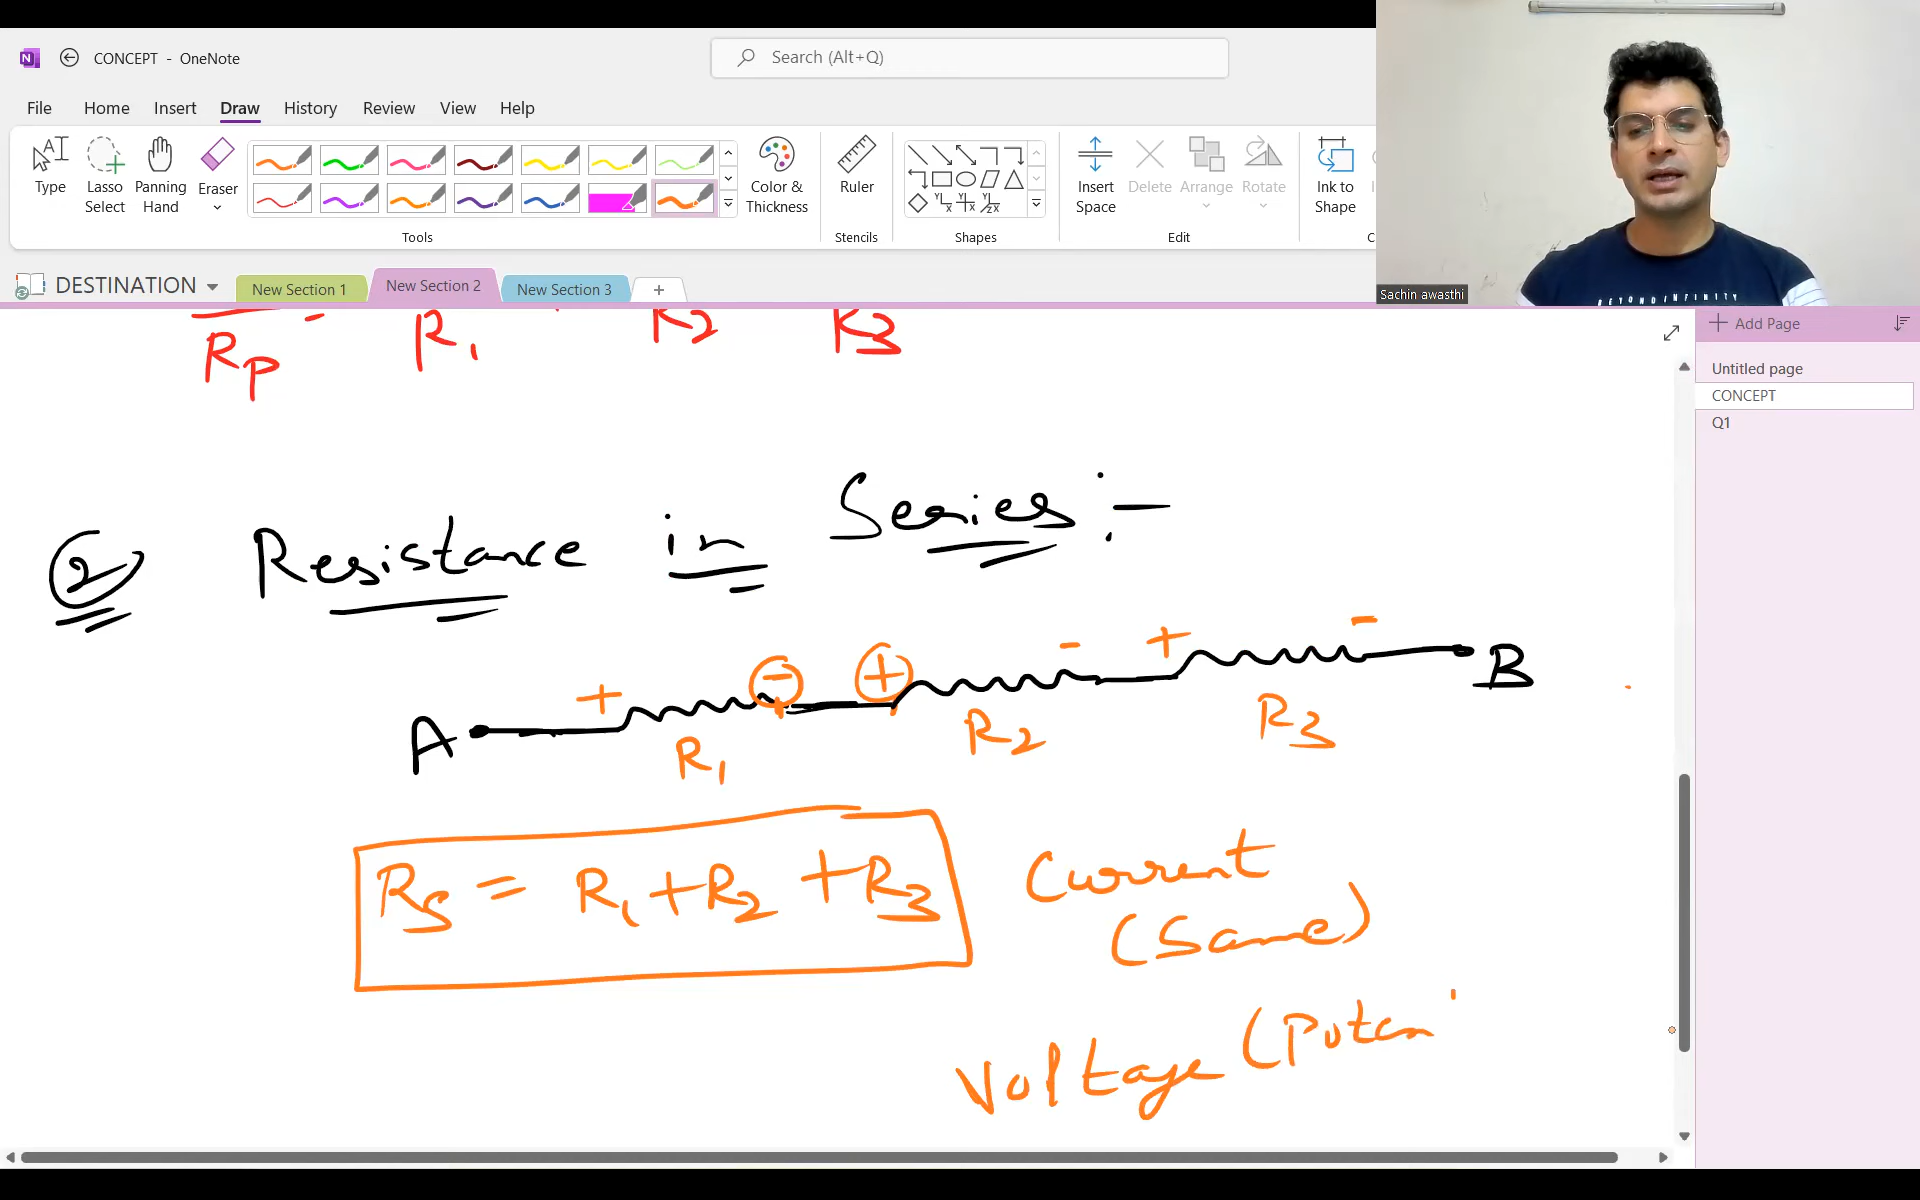 CONCEPT - OneNote
Search (Alt+Q)
File Home Insert Draw History Review View Help
Type
Lasso Select
Panning Hand
Eraser
Color & Thickness
Ruler
Insert Space
Delete
Arrange
Rotate
Ink to Shape
Tools
Stencils
Shapes
Edit
BEYOND INFINITY
Sachin awasthi
DESTINATION
New Section 1
New Section 2
New Section 3
Add Page
Untitled page
CONCEPT
Q1
Rp = R1 R2 R3
2 Resistance in Series :-
+ - + - + -
A R1 R2 R3 B
Rs = R1 + R2 + R3
Current
(Same)
Voltage (Poten